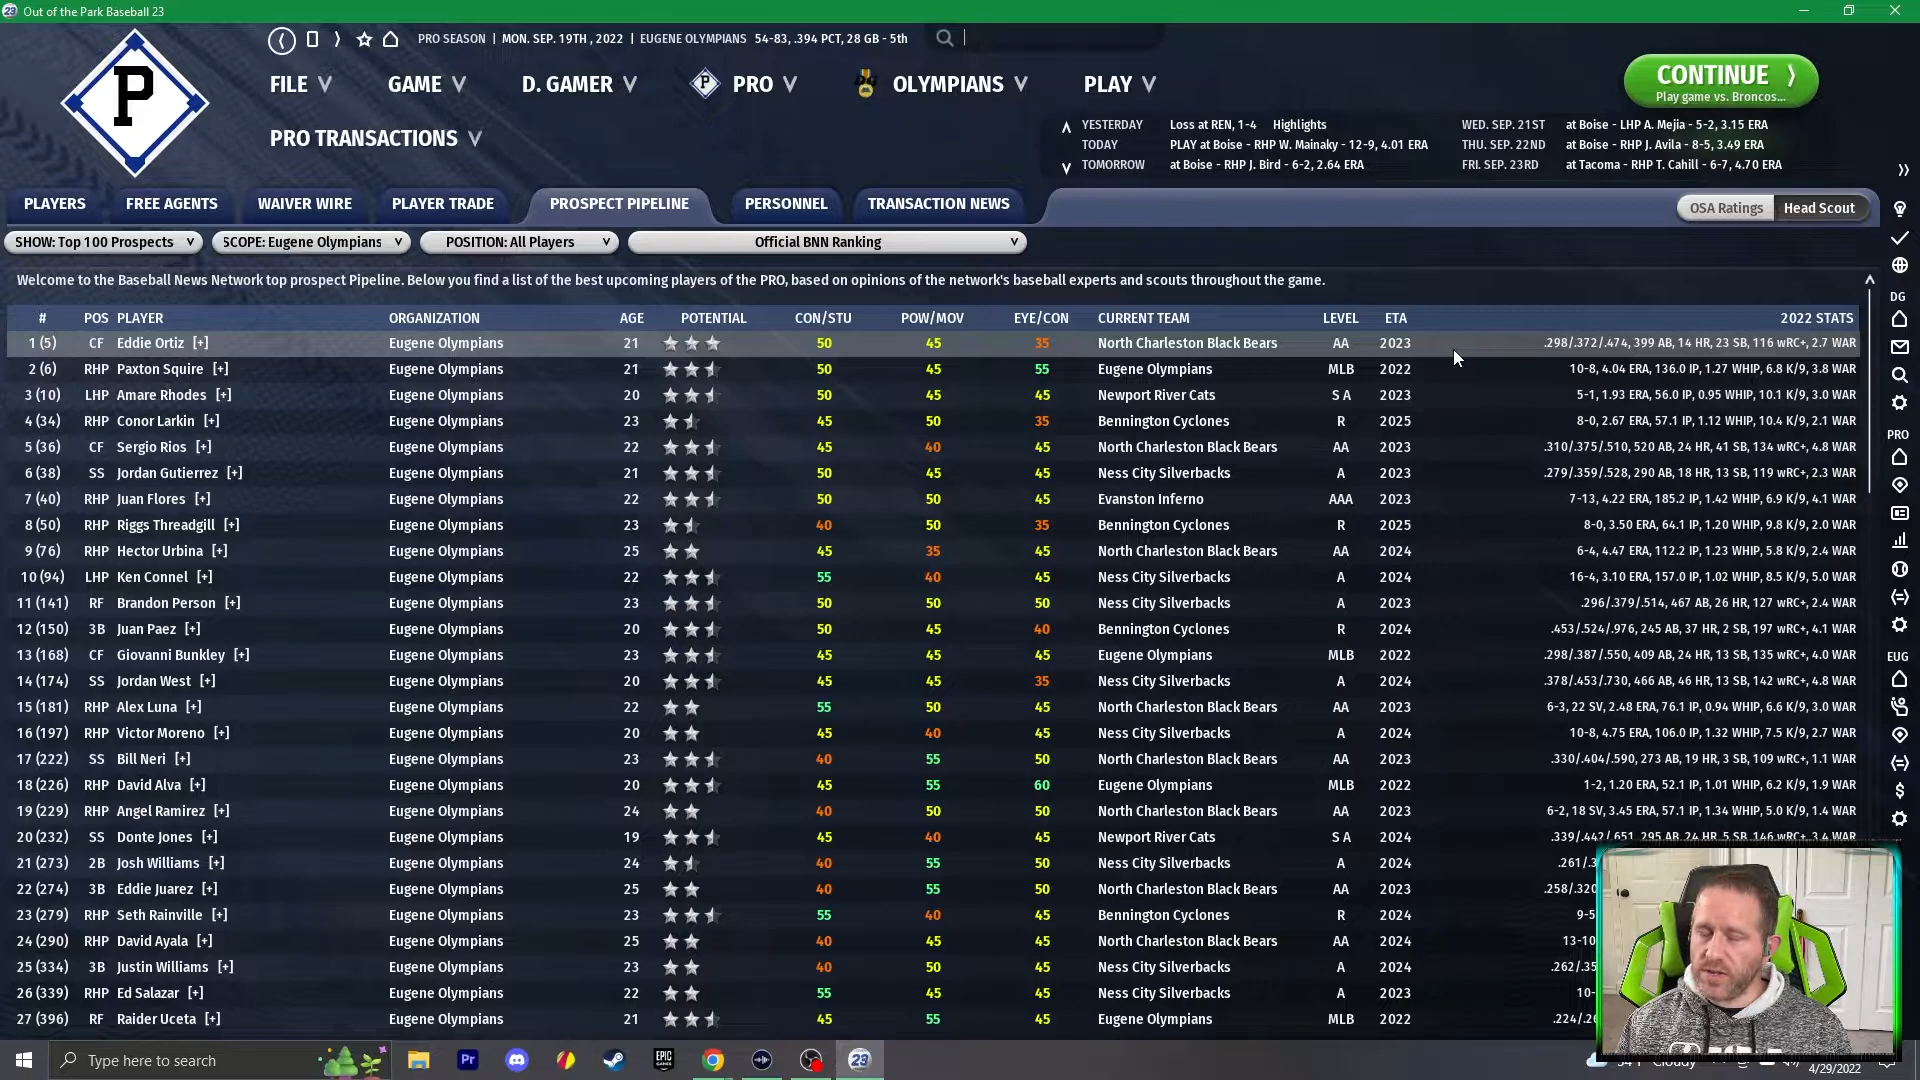 Out of the Park Baseball 23
PRO SEASON | MON. SEP. 19TH , 2022 | EUGENE OLYMPIANS 54-83, .394 PCT, 28 GB - 5th
FILE GAME D. GAMER PRO OLYMPIANS PLAY
PRO TRANSACTIONS
CONTINUE
Play game vs. Broncos...
YESTERDAY Loss at REN, 1-4 Highlights WED. SEP. 21ST at Boise - LHP A. Mejia - 5-2, 3.15 ERA
TODAY PLAY at Boise - RHP W. Mainaky - 12-9, 4.01 ERA THU. SEP. 22ND at Boise - RHP J. Avila - 8-5, 3.49 ERA
TOMORROW at Boise - RHP J. Bird - 6-2, 2.64 ERA FRI. SEP. 23RD at Tacoma - RHP T. Cahill - 6-7, 4.70 ERA
PLAYERS FREE AGENTS WAIVER WIRE PLAYER TRADE PROSPECT PIPELINE PERSONNEL TRANSACTION NEWS OSA Ratings Head Scout
SHOW: Top 100 Prospects SCOPE: Eugene Olympians POSITION: All Players Official BNN Ranking
Welcome to the Baseball News Network top prospect Pipeline. Below you find a list of the best upcoming players of the PRO, based on opinions of the network's baseball experts and scouts throughout the game.
# POS PLAYER ORGANIZATION AGE POTENTIAL CON/STU POW/MOV EYE/CON CURRENT TEAM LEVEL ETA 2022 STATS
1 (5) CF Eddie Ortiz [+] Eugene Olympians 21 50 45 35 North Charleston Black Bears AA 2023 .298/.372/.474, 399 AB, 14 HR, 23 SB, 116 wRC+, 2.7 WAR
2 (6) RHP Paxton Squire [+] Eugene Olympians 21 50 45 55 Eugene Olympians MLB 2022 10-8, 4.04 ERA, 136.0 IP, 1.27 WHIP, 6.8 K/9, 3.8 WAR
3 (10) LHP Amare Rhodes [+] Eugene Olympians 20 50 45 45 Newport River Cats S A 2023 5-1, 1.93 ERA, 56.0 IP, 0.95 WHIP, 10.1 K/9, 3.0 WAR
4 (34) RHP Conor Larkin [+] Eugene Olympians 23 45 50 35 Bennington Cyclones R 2025 8-0, 2.67 ERA, 57.1 IP, 1.12 WHIP, 10.4 K/9, 2.1 WAR
5 (36) CF Sergio Rios [+] Eugene Olympians 22 45 40 45 North Charleston Black Bears AA 2023 .310/.375/.510, 520 AB, 24 HR, 41 SB, 134 wRC+, 4.8 WAR
6 (38) SS Jordan Gutierrez [+] Eugene Olympians 21 50 45 45 Ness City Silverbacks A 2023 .279/.359/.528, 290 AB, 18 HR, 13 SB, 119 wRC+, 2.3 WAR
7 (40) RHP Juan Flores [+] Eugene Olympians 22 50 50 45 Evanston Inferno AAA 2023 7-13, 4.22 ERA, 185.2 IP, 1.42 WHIP, 6.9 K/9, 4.1 WAR
8 (50) RHP Riggs Threadgill [+] Eugene Olympians 23 40 50 35 Bennington Cyclones R 2025 8-0, 3.50 ERA, 64.1 IP, 1.20 WHIP, 9.8 K/9, 2.0 WAR
9 (76) RHP Hector Urbina [+] Eugene Olympians 25 45 35 45 North Charleston Black Bears AA 2024 6-4, 4.47 ERA, 112.2 IP, 1.23 WHIP, 5.8 K/9, 2.4 WAR
10 (94) LHP Ken Connel [+] Eugene Olympians 22 55 40 45 Ness City Silverbacks A 2024 16-4, 3.10 ERA, 157.0 IP, 1.02 WHIP, 8.5 K/9, 5.0 WAR
11 (141) RF Brandon Person [+] Eugene Olympians 23 50 50 50 Ness City Silverbacks A 2023 .296/.379/.514, 467 AB, 26 HR, 127 wRC+, 2.4 WAR
12 (150) 3B Juan Paez [+] Eugene Olympians 20 50 45 40 Bennington Cyclones R 2024 .453/.524/.976, 245 AB, 37 HR, 2 SB, 197 wRC+, 4.1 WAR
13 (168) CF Giovanni Bunkley [+] Eugene Olympians 23 45 45 45 Eugene Olympians MLB 2022 .298/.387/.550, 409 AB, 24 HR, 13 SB, 135 wRC+, 4.0 WAR
14 (174) SS Jordan West [+] Eugene Olympians 20 45 45 35 Ness City Silverbacks A 2024 .378/.453/.730, 466 AB, 46 HR, 13 SB, 142 wRC+, 4.8 WAR
15 (181) RHP Alex Luna [+] Eugene Olympians 22 55 50 45 North Charleston Black Bears AA 2023 6-3, 22 SV, 2.48 ERA, 76.1 IP, 0.94 WHIP, 6.6 K/9, 3.0 WAR
16 (197) RHP Victor Moreno [+] Eugene Olympians 20 45 40 45 Ness City Silverbacks A 2024 10-8, 4.75 ERA, 106.0 IP, 1.32 WHIP, 7.5 K/9, 2.7 WAR
17 (222) SS Bill Neri [+] Eugene Olympians 23 40 55 50 North Charleston Black Bears AA 2023 .330/.404/.590, 273 AB, 19 HR, 3 SB, 109 wRC+, 1.1 WAR
18 (226) RHP David Alva [+] Eugene Olympians 20 45 55 60 Eugene Olympians MLB 2022 1-2, 1.20 ERA, 52.1 IP, 1.01 WHIP, 6.2 K/9, 1.9 WAR
19 (229) RHP Angel Ramirez [+] Eugene Olympians 24 40 50 50 North Charleston Black Bears AA 2023 6-2, 18 SV, 3.45 ERA, 57.1 IP, 1.34 WHIP, 5.0 K/9, 1.4 WAR
20 (232) SS Donte Jones [+] Eugene Olympians 19 45 40 45 Newport River Cats S A 2024 .339/.442/.651, 295 AB, 24 HR, 5 SB, 146 wRC+, 3.4 WAR
21 (273) 2B Josh Williams [+] Eugene Olympians 24 40 55 50 Ness City Silverbacks A 2024 .261/.3
22 (274) 3B Eddie Juarez [+] Eugene Olympians 25 40 55 50 North Charleston Black Bears AA 2023 .258/.320
23 (279) RHP Seth Rainville [+] Eugene Olympians 23 55 40 45 Bennington Cyclones R 2024 9-5
24 (290) RHP David Ayala [+] Eugene Olympians 25 40 45 45 North Charleston Black Bears AA 2024 13-10
25 (334) 3B Justin Williams [+] Eugene Olympians 23 40 50 45 Ness City Silverbacks A 2024 .262/.35
26 (339) RHP Ed Salazar [+] Eugene Olympians 22 55 45 45 Ness City Silverbacks A 2023 10-
27 (396) RF Raider Uceta [+] Eugene Olympians 21 45 55 45 Eugene Olympians MLB 2022 .224/.26
DG
PRO
EUG
Type here to search
Cloudy
4/29/2022